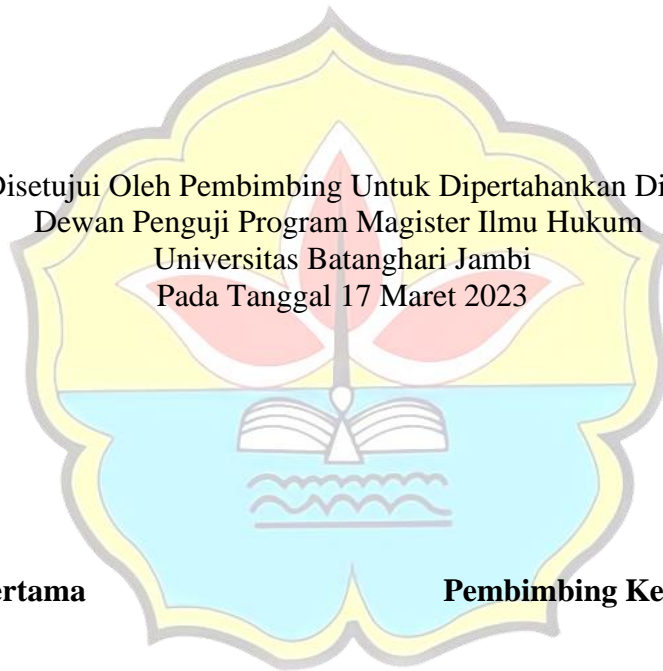 Disetujui Oleh Pembimbing Untuk Dipertahankan Di
Dewan Penguji Program Magister Ilmu Hukum
Universitas Batanghari Jambi
Pada Tanggal 17 Maret 2023
ertama Pembimbing Ke